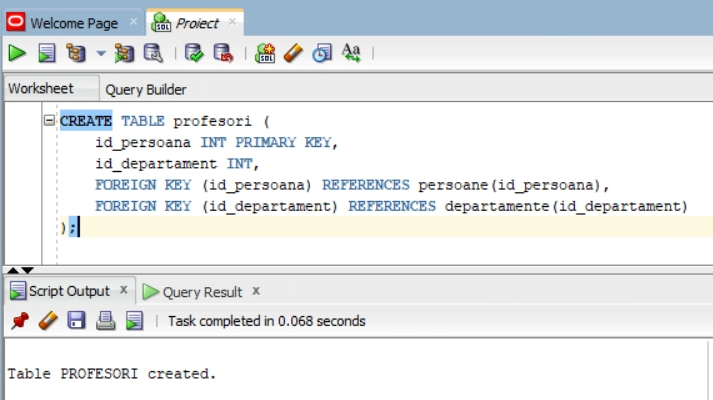 Welcome Page
Proiect
Worksheet
Query Builder
CREATE TABLE profesori (
id_persoana INT PRIMARY KEY,
id_departament INT,
FOREIGN KEY (id_persoana) REFERENCES persoane(id_persoana),
FOREIGN KEY (id_departament) REFERENCES departamente(id_departament)
);
Script Output
Query Result
Task completed in 0.068 seconds
Table PROFESORI created.